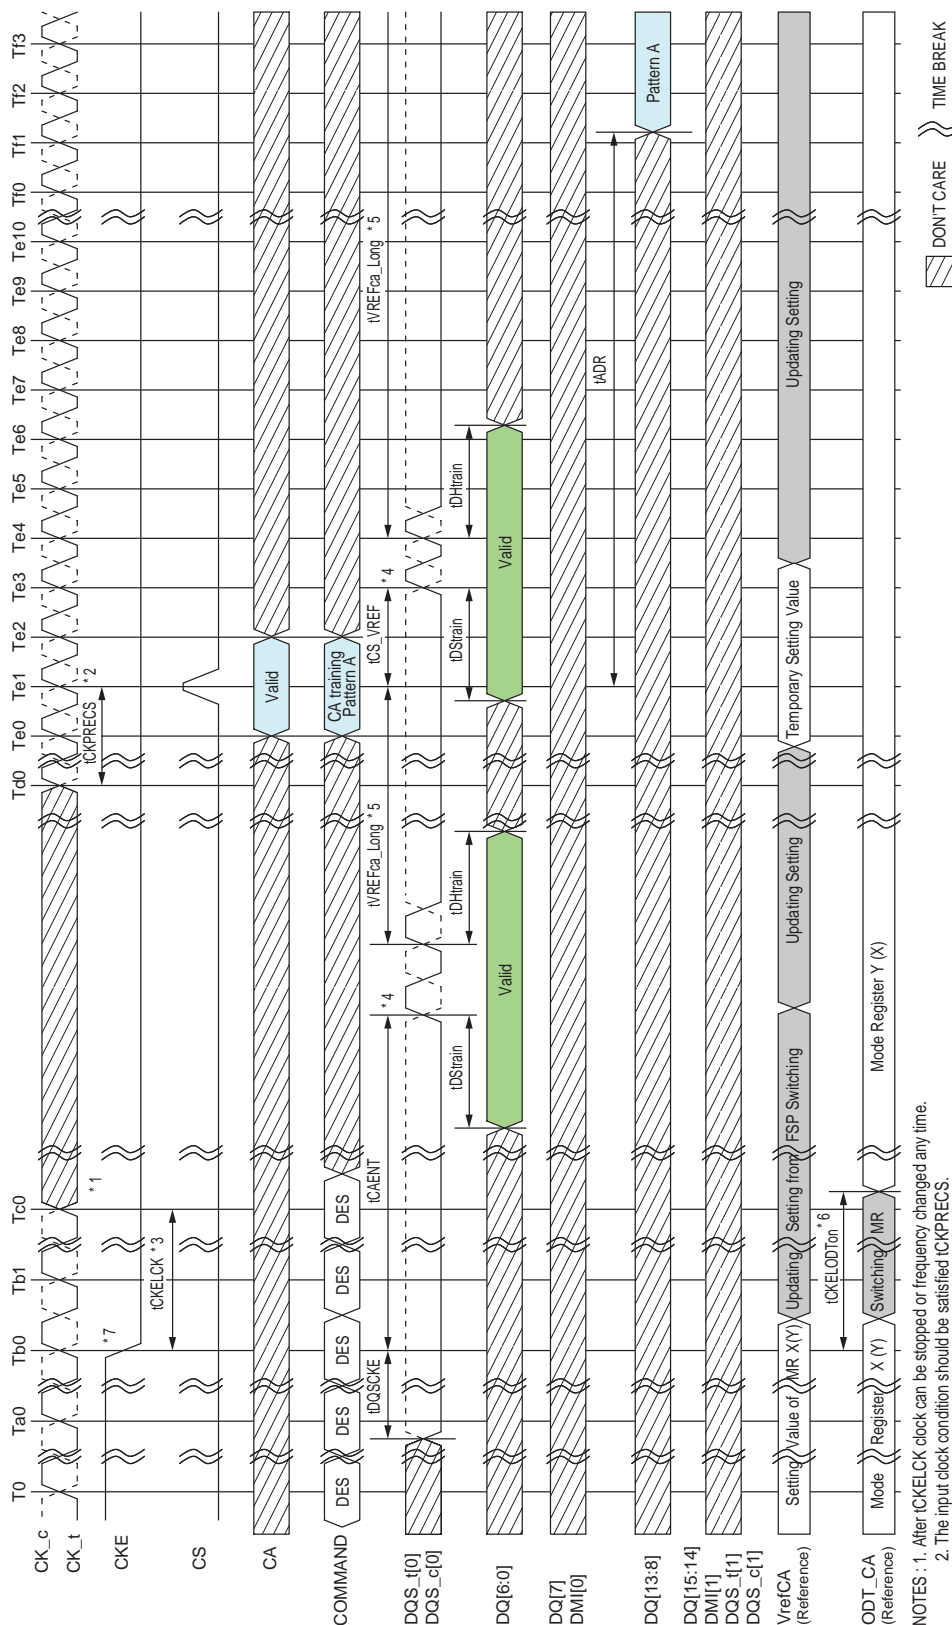 T0 Ta0 Tb0 Tb1 Tc0 Td0 Te0 Te1 Te2 Te3 Te4 Te5 Te6 Te7 Te8 Te9 Te10 Tf0 Tf1 Tf2 Tf3
CK_c
CK_t
*1
tCKPRECS
*2
CKE
*7
tCKELCK *3
CS
CA
Valid
COMMAND
DES
DES
DES
DES
DES
CA training
Pattern A
tDQSCKE
tCAENT
*4
tVREFca_Long *5
tCS_VREF
*4
tVREFca_Long *5
DQS_t[0]
DQS_c[0]
tDStrain
tDHtrain
tDStrain
tDHtrain
DQ[6:0]
Valid
Valid
DQ[7]
DMI[0]
tADR
DQ[13:8]
Pattern A
DQ[15:14]
DMI[1]
DQS_t[1]
DQS_c[1]
VrefCA
(Reference)
Setting Value of MR X(Y)
Updating Setting from FSP Switching
Updating Setting
Temporary Setting Value
Updating Setting
tCKELODTon *6
ODT_CA
(Reference)
Mode Register X (Y)
Switching MR
Mode Register Y (X)
DON'T CARE
TIME BREAK
NOTES : 1. After tCKELCK clock can be stopped or frequency changed any time.
2. The input clock condition should be satisfied tCKPRECS.